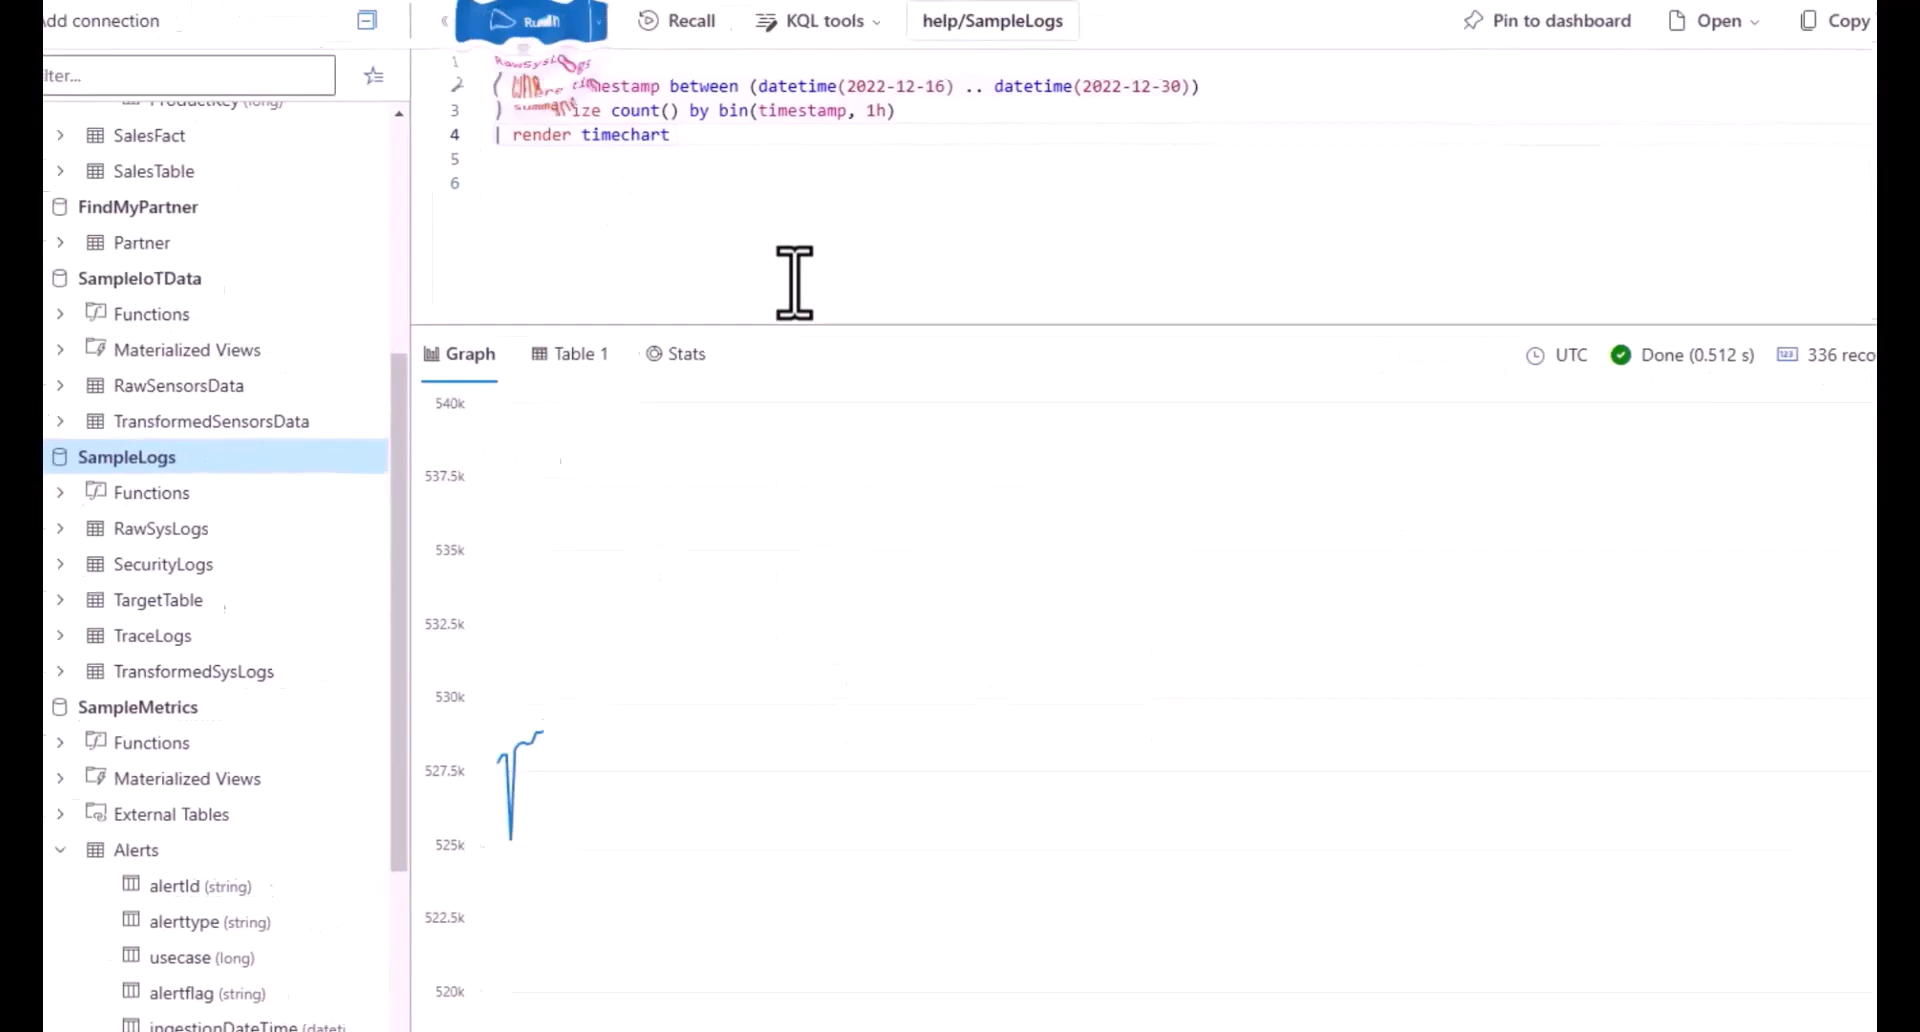 dd connection
Recall
KQL tools
help/SampleLogs
Pin to dashboard
Open
Copy
lter...
ProductKey (long)
SalesFact
SalesTable
FindMyPartner
Partner
SampleIoTData
Functions
Materialized Views
RawSensorsData
TransformedSensorsData
SampleLogs
Functions
RawSysLogs
SecurityLogs
TargetTable
TraceLogs
TransformedSysLogs
SampleMetrics
Functions
Materialized Views
External Tables
Alerts
alertId (string)
alerttype (string)
usecase (long)
alertflag (string)
ingestionDateTime (dateti
1 RawSysLogs
2 between (datetime(2022-12-16) .. datetime(2022-12-30))
3 count() by bin(timestamp, 1h)
4 | render timechart
5
6
Graph
Table 1
Stats
UTC
Done (0.512 s)
336 reco
540k
537.5k
535k
532.5k
530k
527.5k
525k
522.5k
520k